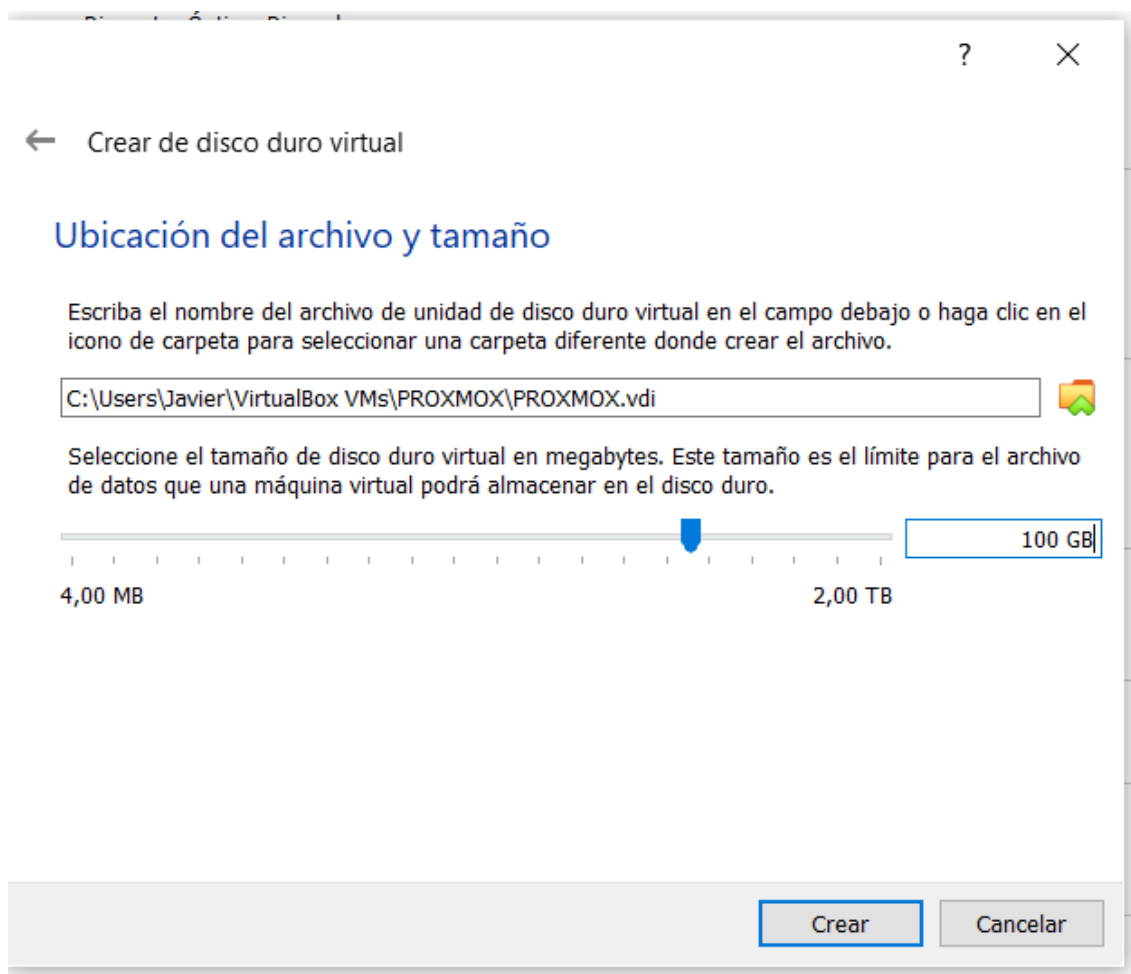 ?
Crear de disco duro virtual
Ubicación del archivo y tamaño
Escriba el nombre del archivo de unidad de disco duro virtual en el campo debajo o haga clic en el
icono de carpeta para seleccionar una carpeta diferente donde crear el archivo.
C:\Users\Javier\VirtualBox VMs\PROXMOX\PROXMOX.vdi
Seleccione el tamaño de disco duro virtual en megabytes. Este tamaño es el límite para el archivo
de datos que una máquina virtual podrá almacenar en el disco duro.
100 GB
4,00 MB 2,00 TB
Crear Cancelar